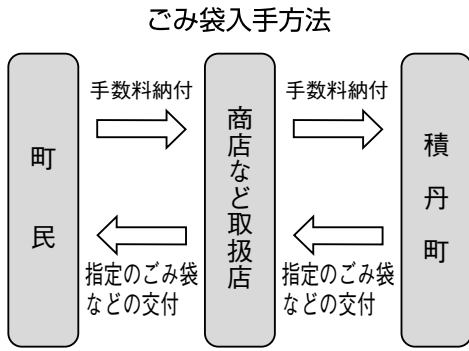 ごみ袋入手方法
町民
手数料納付
指定のごみ袋
などの交付
商店など取扱店
手数料納付
指定のごみ袋
などの交付
積丹町